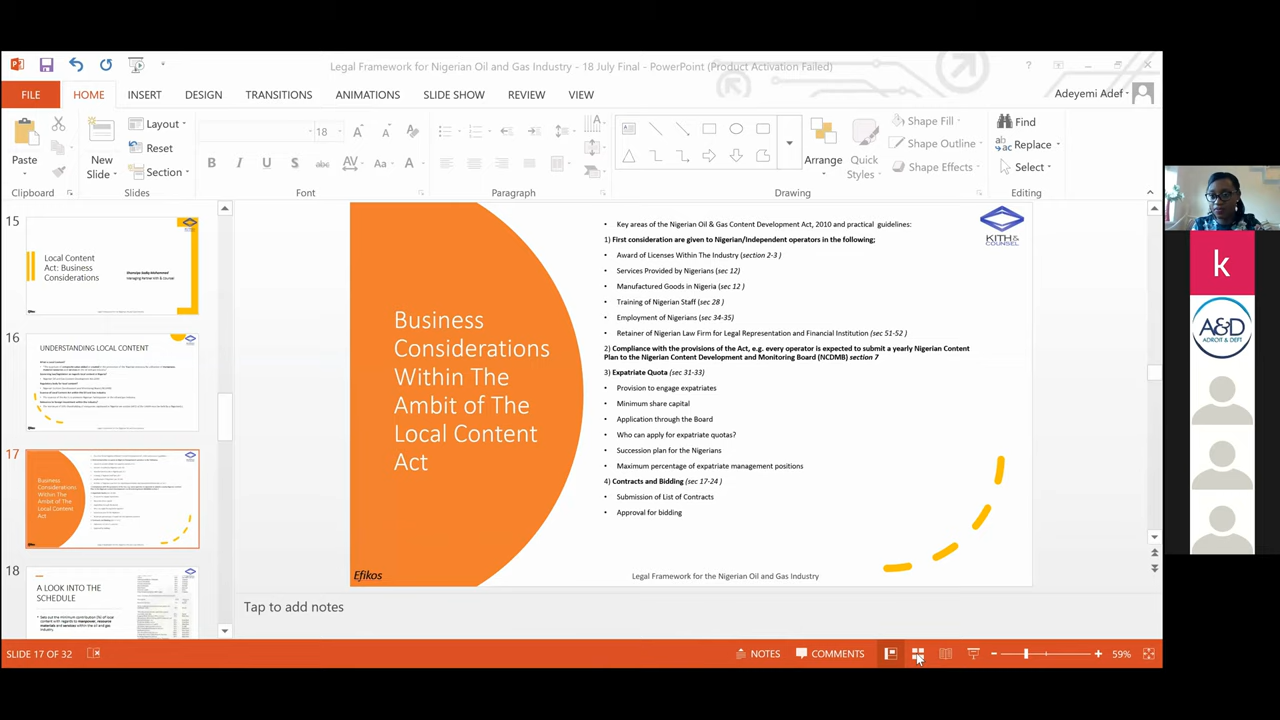 Legal Framework for Nigerian Oil and Gas Industry - 18 July Final - PowerPoint (Product Activation Failed)
FILE
HOME
INSERT
DESIGN
TRANSITIONS
ANIMATIONS
SLIDE SHOW
REVIEW
VIEW
Adeyemi Adef
Paste
New
Slide
Layout
Reset
Section
18
Arrange
Quick
Styles
Shape Fill
Shape Outline
Shape Effects
Find
Replace
Select
Clipboard
Slides
Font
Paragraph
Drawing
Editing
15
Local Content
Act: Business
Considerations
16
UNDERSTANDING LOCAL CONTENT
17
Business
Considerations
Within The
Ambit of The
Local Content
Act
18
A LOOK INTO THE
SCHEDULE
Business
Considerations
Within The
Ambit of The
Local Content
Act
Efikos
KITH&
COUNSEL
• Key areas of the Nigerian Oil & Gas Content Development Act, 2010 and practical guidelines:
1) First consideration are given to Nigerian/Independent operators in the following;
• Award of Licenses Within The Industry (section 2-3 )
• Services Provided by Nigerians (sec 12)
• Manufactured Goods in Nigeria (sec 12 )
• Training of Nigerian Staff (sec 28 )
• Employment of Nigerians (sec 34-35)
• Retainer of Nigerian Law Firm for Legal Representation and Financial Institution (sec 51-52 )
2) Compliance with the provisions of the Act, e.g. every operator is expected to submit a yearly Nigerian Content
Plan to the Nigerian Content Development and Monitoring Board (NCDMB) section 7
3) Expatriate Quota (sec 31-33)
• Provision to engage expatriates
• Minimum share capital
• Application through the Board
• Who can apply for expatriate quotas?
• Succession plan for the Nigerians
• Maximum percentage of expatriate management positions
4) Contracts and Bidding (sec 17-24 )
• Submission of List of Contracts
• Approval for bidding
Legal Framework for the Nigerian Oil and Gas Industry
Tap to add notes
SLIDE 17 OF 32
NOTES
COMMENTS
59%
k
A&D
ADROIT & DEFT